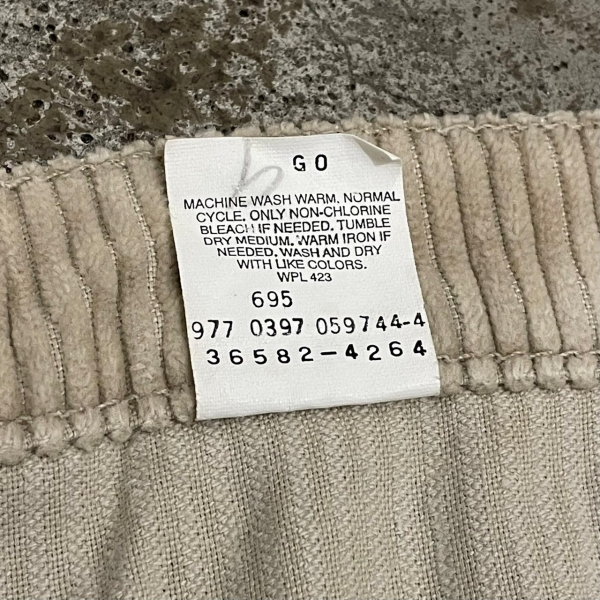 GO
MACHINE WASH WARM, NORMAL
CYCLE. ONLY NON-CHLORINE
BLEACH IF NEEDED. TUMBLE
DRY MEDIUM. WARM IRON IF
NEEDED. WASH AND DRY
WITH LIKE COLORS.
WPL 423
695
977 0397 059744-4
36582-4264